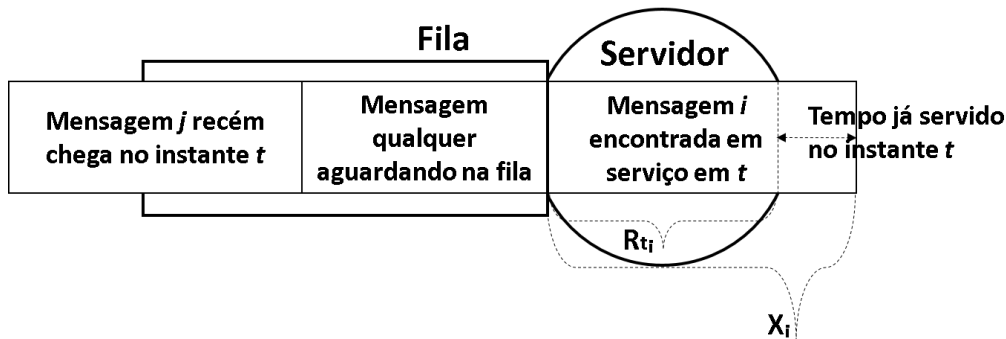 Fila
Servidor
Mensagem j recém
chega no instante t
Mensagem
qualquer
aguardando na fila
Mensagem i
encontrada em
serviço em t
Tempo já servido
no instante t
Rti
Xi